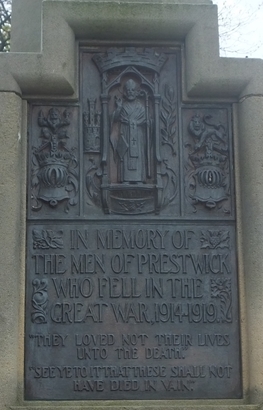 IN MEMORY OF
THE MEN OF PRESTWICK
WHO FELL IN THE
GREAT WAR, 1914-1919.
"THEY LOVED NOT THEIR LIVES
UNTO THE DEATH."
"SEE YE TO IT THAT THESE SHALL NOT
HAVE DIED IN VAIN."